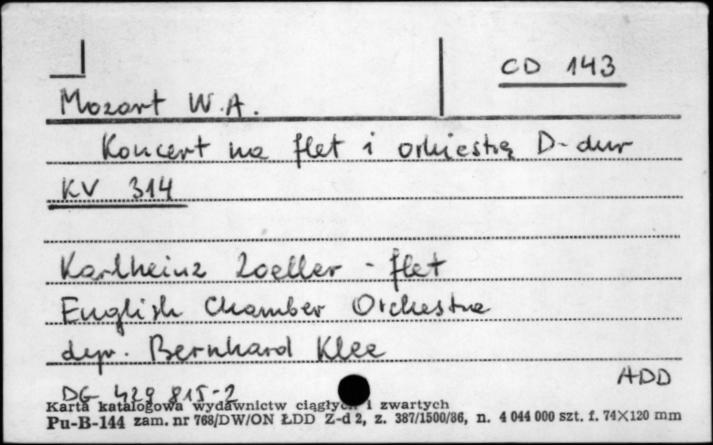 CD 143
Mozart W.A.
Koncert na flet i orkiestrę D-dur
KV 314
Karlheinz Zoeller - flet
English Chamber Orchestra
dyr. Bernhard Klee
ADD
DG 429 815-2
Karta katalogowa wydawnictw ciągłych i zwartych
Pu-B-144 zam. nr 768/DW/ON ŁDD Z-d 2, z. 387/1500/86, n. 4 044 000 szt. f. 74×120 mm